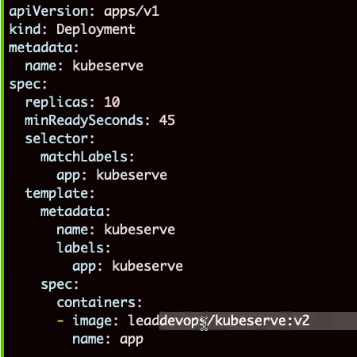 apiVersion: apps/v1
kind: Deployment
metadata:
  name: kubeserve
spec:
  replicas: 10
  minReadySeconds: 45
  selector:
    matchLabels:
      app: kubeserve
  template:
    metadata:
      name: kubeserve
      labels:
        app: kubeserve
    spec:
      containers:
      - image: leaddevops/kubeserve:v2
        name: app